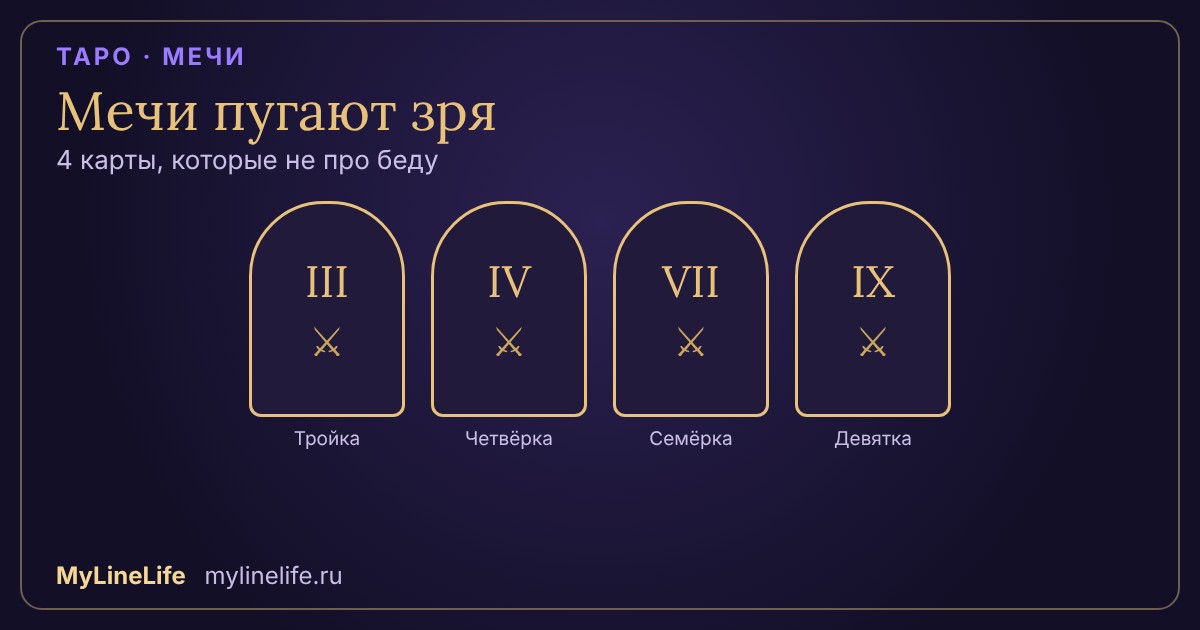 ТАРО · МЕЧИ
Мечи пугают зря
4 карты, которые не про беду
III IV VII IX
Тройка Четвёрка Семёрка Девятка
MyLineLife mylinelife.ru